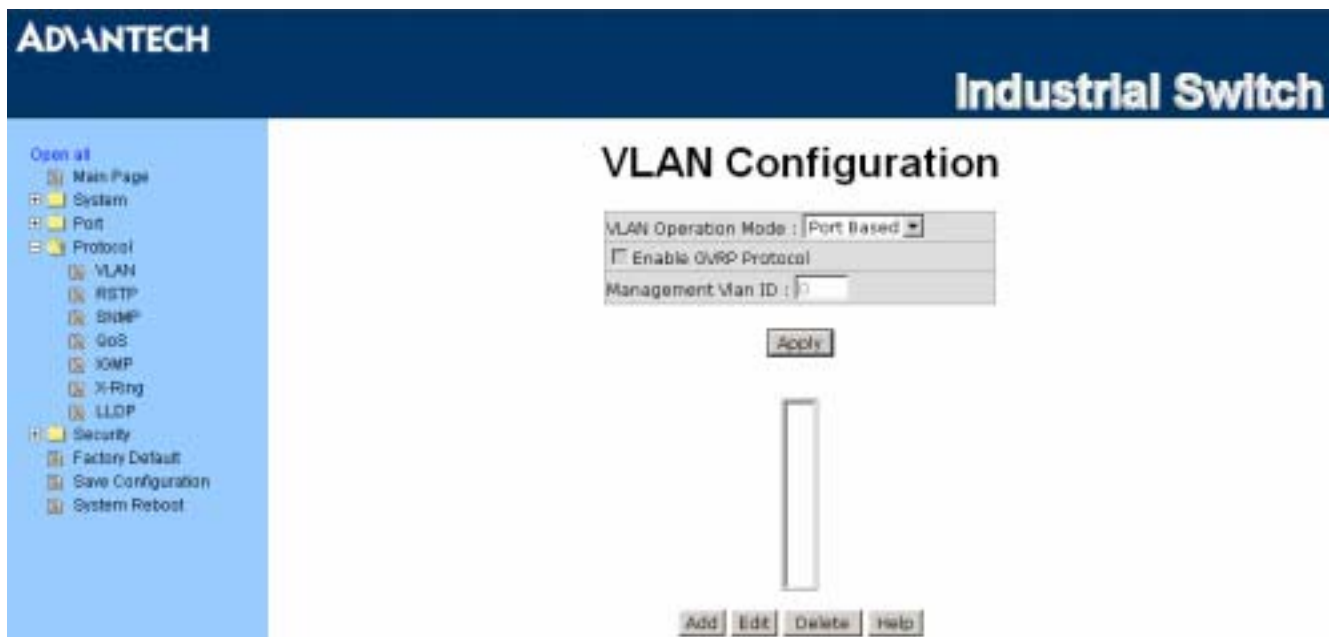 ADVANTECH
Industrial Switch
Open all
Main Page
System
Port
Protocol
VLAN
RSTP
SNMP
QoS
IGMP
X-Ring
LLDP
Security
Factory Default
Save Configuration
System Reboot
VLAN Configuration
VLAN Operation Mode : Port Based
Enable GVRP Protocol
Management Vlan ID : 0
Apply
Add Edit Delete Help